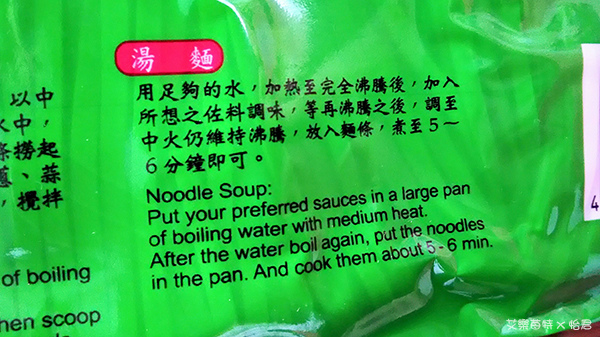 湯麵
用足夠的水，加熱至完全沸騰後，加入
所想之佐料調味，等再沸騰之後，調至
中火仍維持沸騰，放入麵條，煮至5～
6分鐘即可。
Noodle Soup:
Put your preferred sauces in a large pan
of boiling water with medium heat.
After the water boil again, put the noodles
in the pan. And cook them about 5 - 6 min.
以中
水中，
條撈起
蔥、蒜
，攪拌
of boiling
hen scoop
4